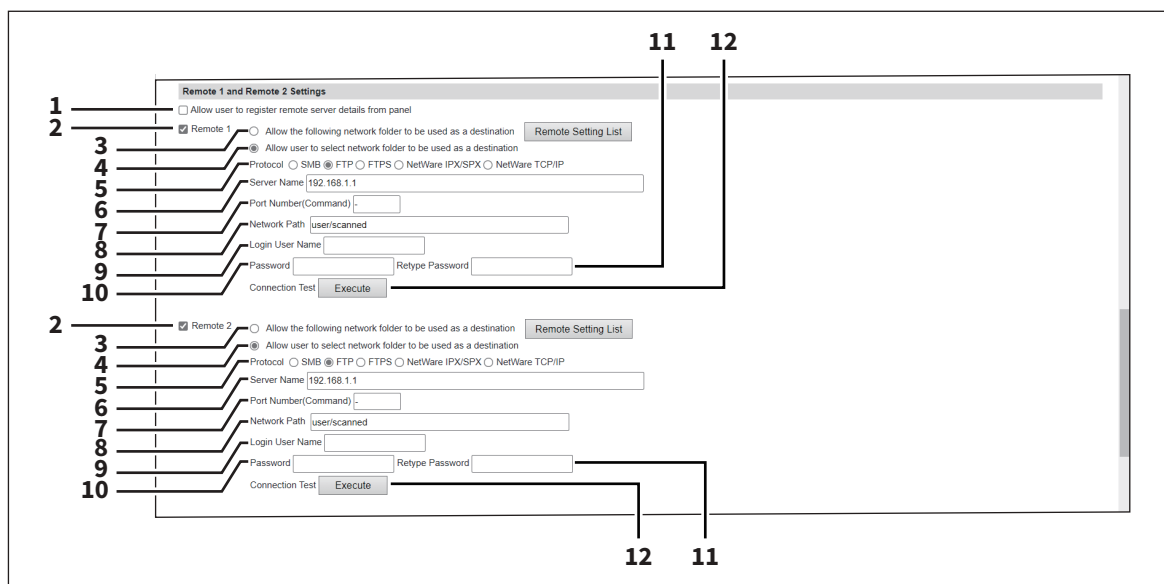 11 12
Remote 1 and Remote 2 Settings
1 Allow user to register remote server details from panel
2 Remote 1
3 Allow the following network folder to be used as a destination Remote Setting List
4 Allow user to select network folder to be used as a destination
5 Protocol SMB FTP FTPS NetWare IPX/SPX NetWare TCP/IP
6 Server Name 192.168.1.1
7 Port Number(Command) -
8 Network Path user/scanned
9 Login User Name
10 Password Retype Password
Connection Test Execute
2 Remote 2
3 Allow the following network folder to be used as a destination Remote Setting List
4 Allow user to select network folder to be used as a destination
5 Protocol SMB FTP FTPS NetWare IPX/SPX NetWare TCP/IP
6 Server Name 192.168.1.1
7 Port Number(Command) -
8 Network Path user/scanned
9 Login User Name
10 Password Retype Password
Connection Test Execute
12 11